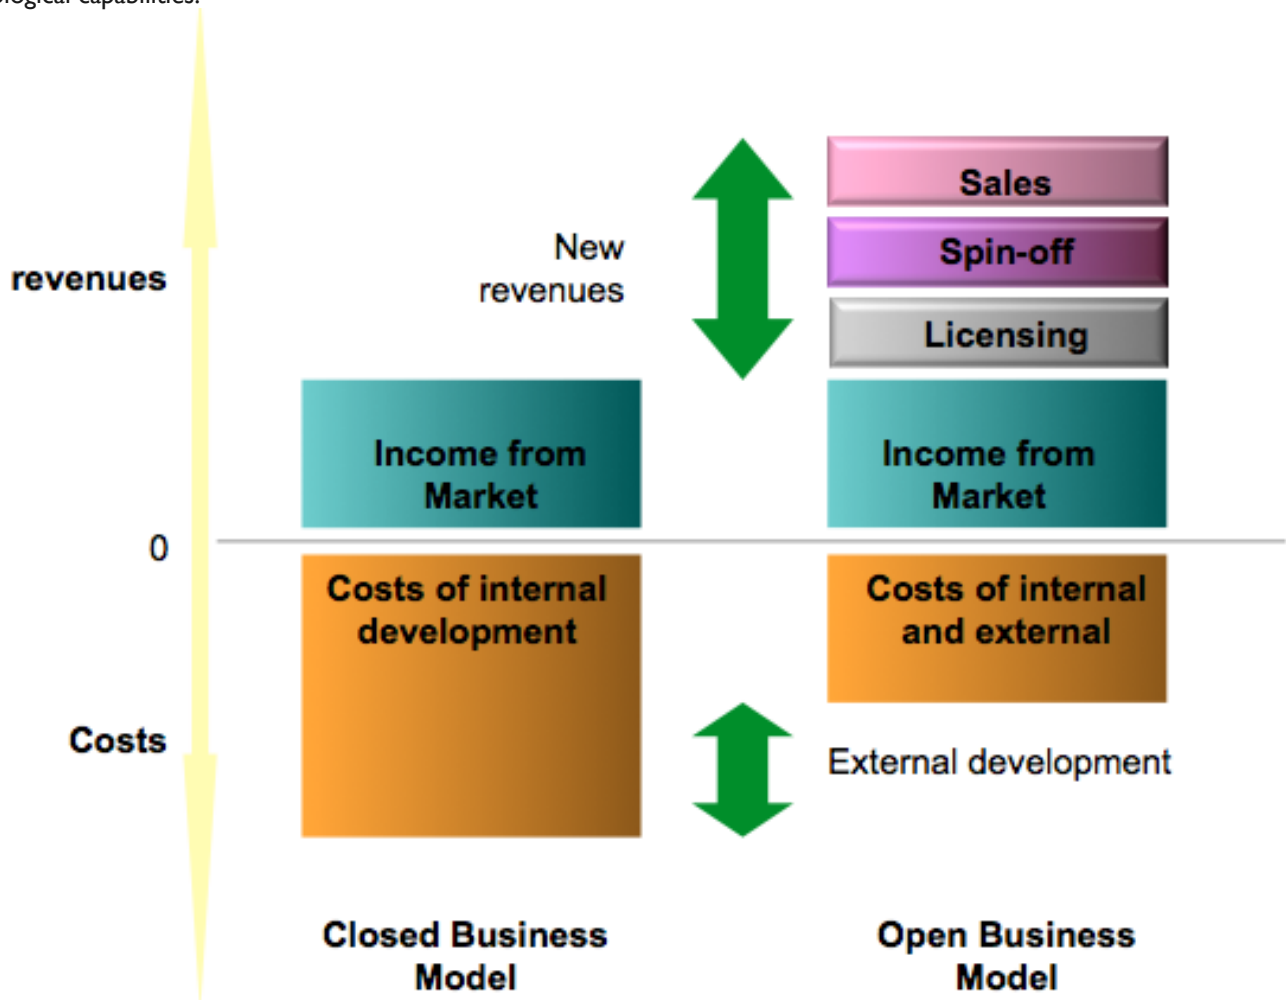 capabilities.
Sales
Spin-off
Licensing
New
revenues
revenues
Income from
Market
Income from
Market
0
Costs of internal
development
Costs of internal
and external
Costs
External development
Closed Business
Model
Open Business
Model